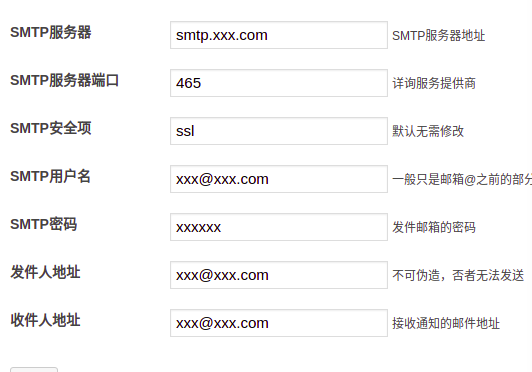 SMTP服务器 smtp.xxx.com SMTP服务器地址
SMTP服务器端口 465 详询服务提供商
SMTP安全项 ssl 默认无需修改
SMTP用户名 xxx@xxx.com 一般只是邮箱@之前的部分
SMTP密码 xxxxxx 发件邮箱的密码
发件人地址 xxx@xxx.com 不可伪造，否者无法发送
收件人地址 xxx@xxx.com 接收通知的邮件地址